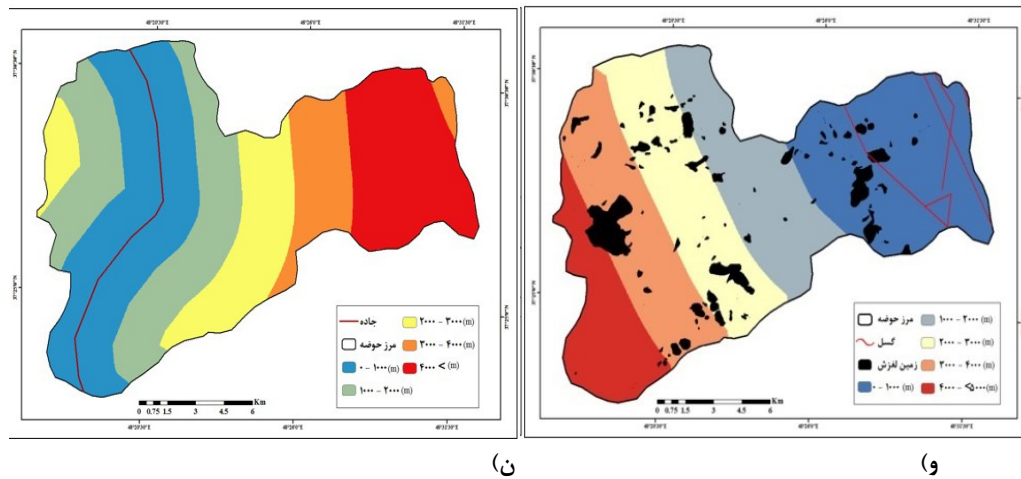 جاده
مرز حوضه
۰ - ۱۰۰۰(m)
۱۰۰۰ - ۲۰۰۰(m)
۲۰۰۰ - ۳۰۰۰(m)
۳۰۰۰ - ۴۰۰۰(m)
۴۰۰۰ > (m)
Km
0 0.75 1.5 3 4.5 6
ن)
مرز حوضه
گسل
زمین لغزش
۰ - ۱۰۰۰ (m)
۱۰۰۰ - ۲۰۰۰ (m)
۲۰۰۰ - ۳۰۰۰ (m)
۳۰۰۰ - ۴۰۰۰ (m)
۴۰۰۰ - >۵۰۰۰ (m)
Km
0 0.75 1.5 3 4.5 6
و)